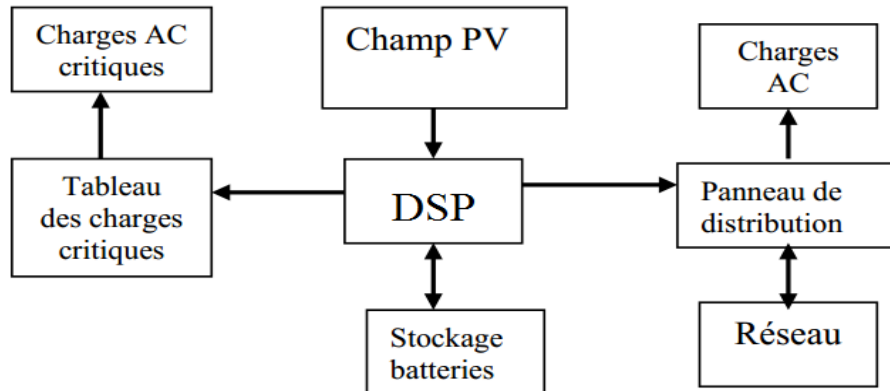 Charges AC
critiques
Champ PV
Charges
AC
Tableau
des charges
critiques
DSP
Panneau de
distribution
Stockage
batteries
Réseau